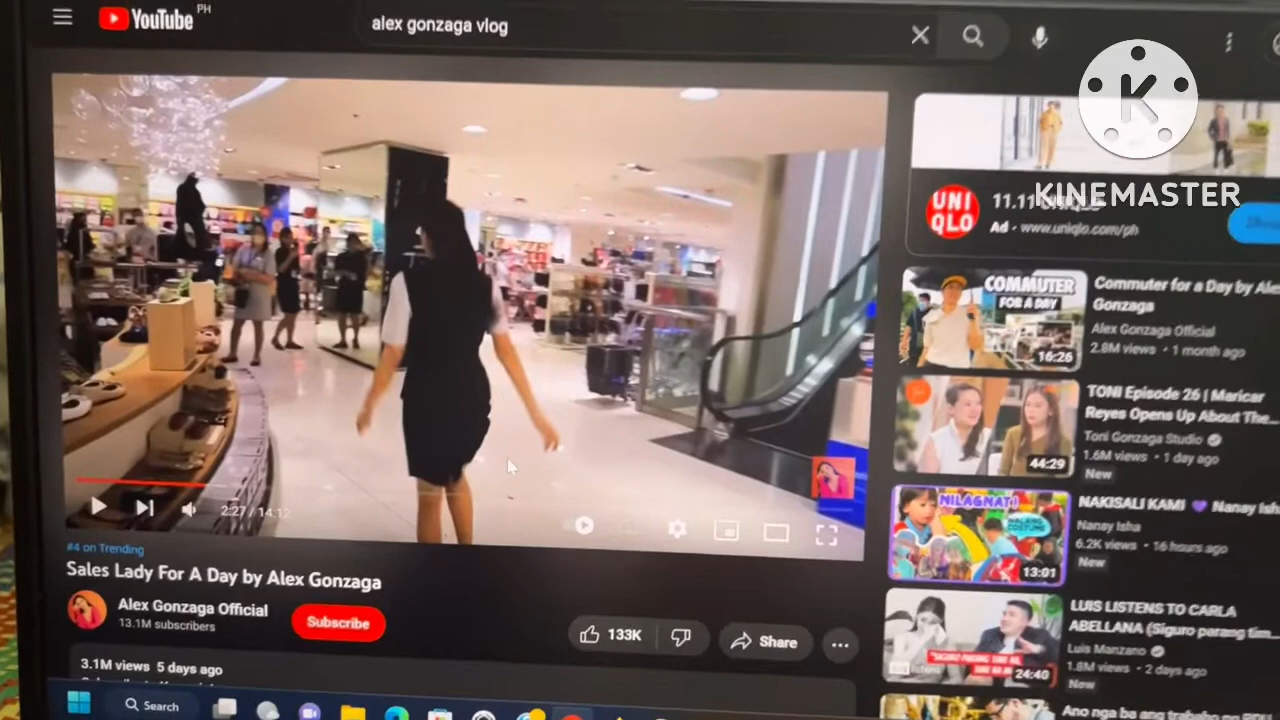 YouTube PH
alex gonzaga vlog
KINEMASTER
UNI
QLO
11.11
Ad • www.uniqlo.com/ph
2:27 / 14:12
#4 on Trending
Sales Lady For A Day by Alex Gonzaga
Alex Gonzaga Official
13.1M subscribers
Subscribe
133K
Share
3.1M views 5 days ago
COMMUTER
FOR A DAY
16:26
Commuter for a Day by Alex
Gonzaga
Alex Gonzaga Official
2.8M views • 1 month ago
44:29
TONI Episode 26 | Maricar
Reyes Opens Up About The...
Toni Gonzaga Studio
1.6M views • 1 day ago
New
NILAGNAT!
WALANG
COSTUME
13:01
NAKISALI KAMI 💜 Nanay Ish
Nanay Isha
6.2K views • 16 hours ago
New
24:40
LUIS LISTENS TO CARLA
ABELLANA (Siguro parang tim...
Luis Manzano
1.8M views • 2 days ago
New
Search